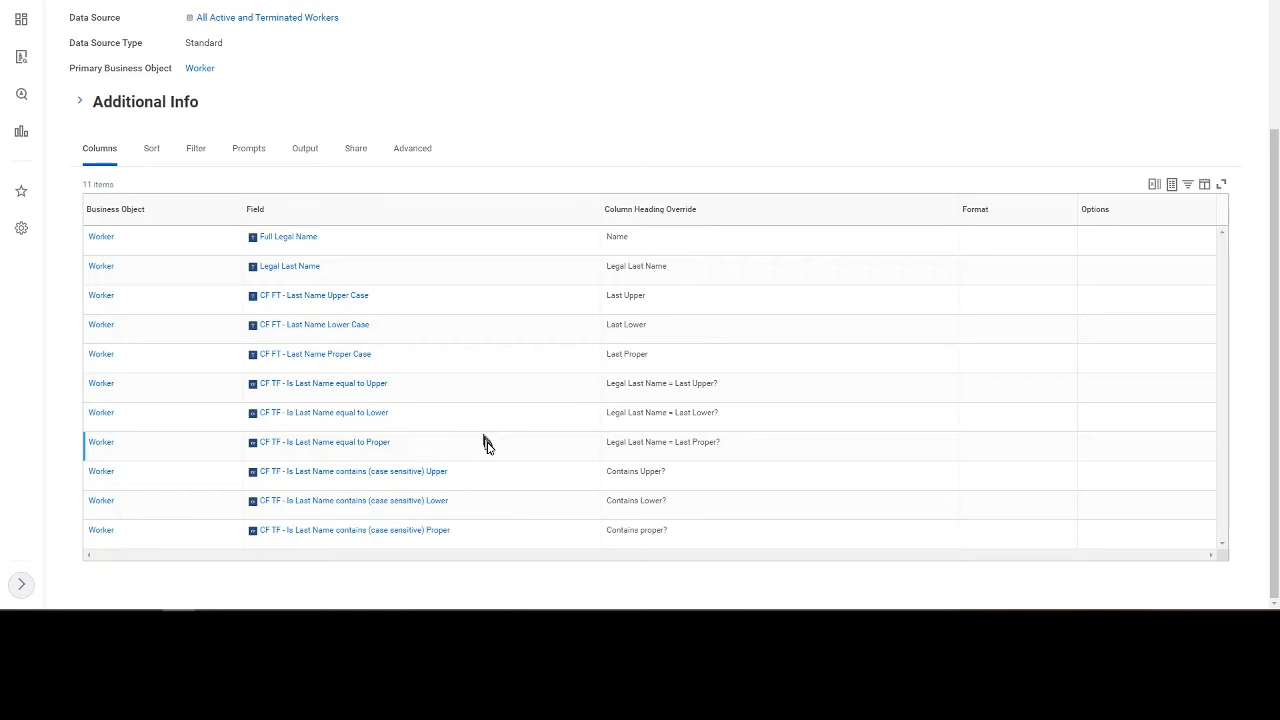 Data Source All Active and Terminated Workers
Data Source Type Standard
Primary Business Object Worker
Additional Info
Columns Sort Filter Prompts Output Share Advanced
11 items
Business Object Field Column Heading Override Format Options
Worker Full Legal Name Name
Worker Legal Last Name Legal Last Name
Worker CF FT - Last Name Upper Case Last Upper
Worker CF FT - Last Name Lower Case Last Lower
Worker CF FT - Last Name Proper Case Last Proper
Worker CF TF - Is Last Name equal to Upper Legal Last Name = Last Upper?
Worker CF TF - Is Last Name equal to Lower Legal Last Name = Last Lower?
Worker CF TF - Is Last Name equal to Proper Legal Last Name = Last Proper?
Worker CF TF - Is Last Name contains (case sensitive) Upper Contains Upper?
Worker CF TF - Is Last Name contains (case sensitive) Lower Contains Lower?
Worker CF TF - Is Last Name contains (case sensitive) Proper Contains proper?